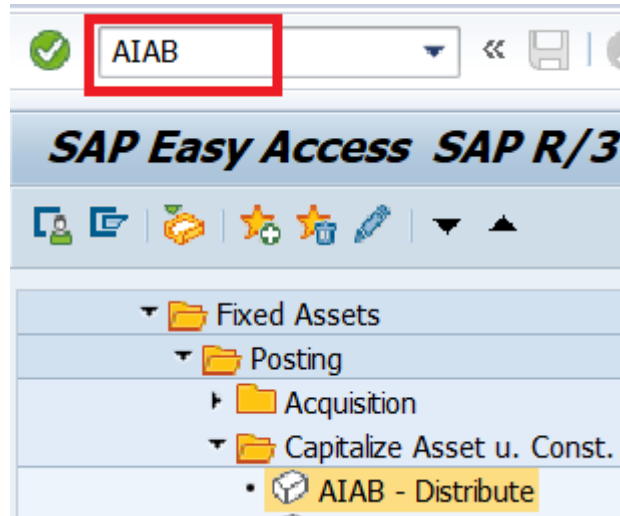 AIAB
SAP Easy Access SAP R/3
Fixed Assets
Posting
Acquisition
Capitalize Asset u. Const.
AIAB - Distribute